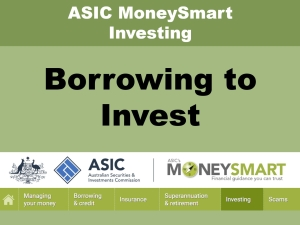 ASIC MoneySmart
Investing
Borrowing to
Invest
ASIC
Australian Securities &
Investments Commission
ASIC's
MONEYSMART
Financial guidance you can trust
Managing
your money
Borrowing
& credit
Insurance
Superannuation
& retirement
Investing
Scams